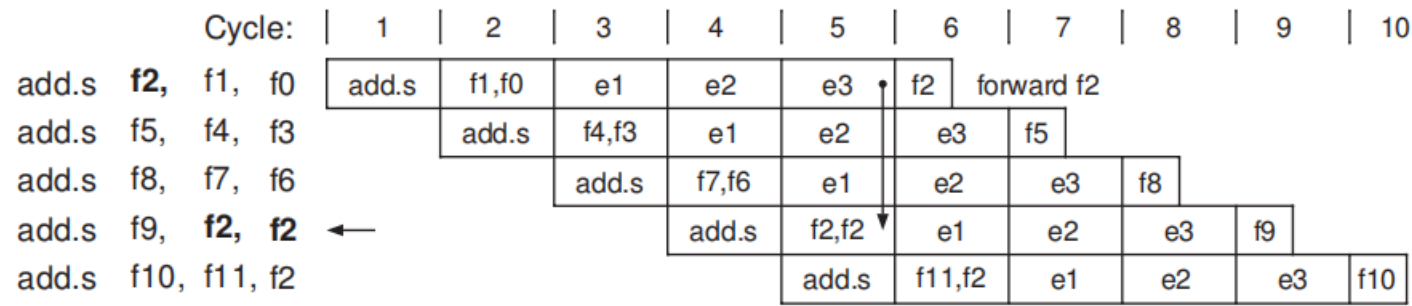 Cycle: 1 2 3 4 5 6 7 8 9 10
add.s f2, f1, f0 add.s f1,f0 e1 e2 e3 f2 forward f2
add.s f5, f4, f3 add.s f4,f3 e1 e2 e3 f5
add.s f8, f7, f6 add.s f7,f6 e1 e2 e3 f8
add.s f9, f2, f2 add.s f2,f2 e1 e2 e3 f9
add.s f10, f11, f2 add.s f11,f2 e1 e2 e3 f10